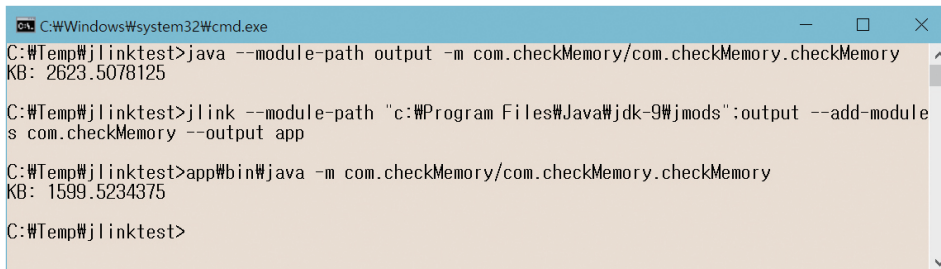 C:₩Windows₩system32₩cmd.exe
C:₩Temp₩jlinktest>java --module-path output -m com.checkMemory/com.checkMemory.checkMemory
KB: 2623.5078125
C:₩Temp₩jlinktest>jlink --module-path "c:₩Program Files₩Java₩jdk-9₩jmods";output --add-module
s com.checkMemory --output app
C:₩Temp₩jlinktest>app₩bin₩java -m com.checkMemory/com.checkMemory.checkMemory
KB: 1599.5234375
C:₩Temp₩jlinktest>